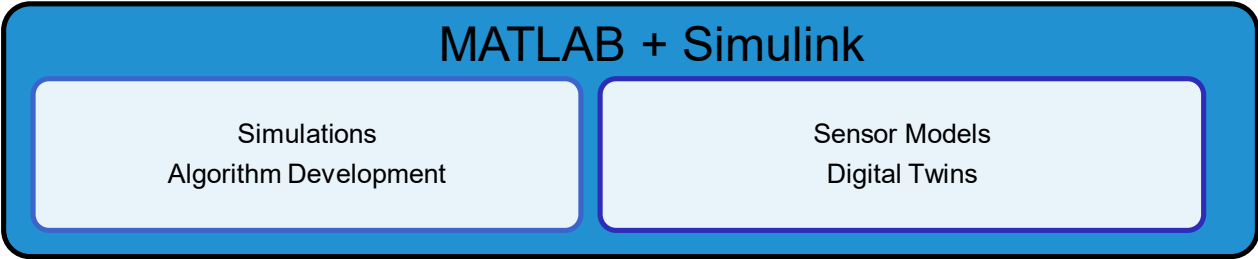 MATLAB + Simulink
Simulations
Algorithm Development
Sensor Models
Digital Twins